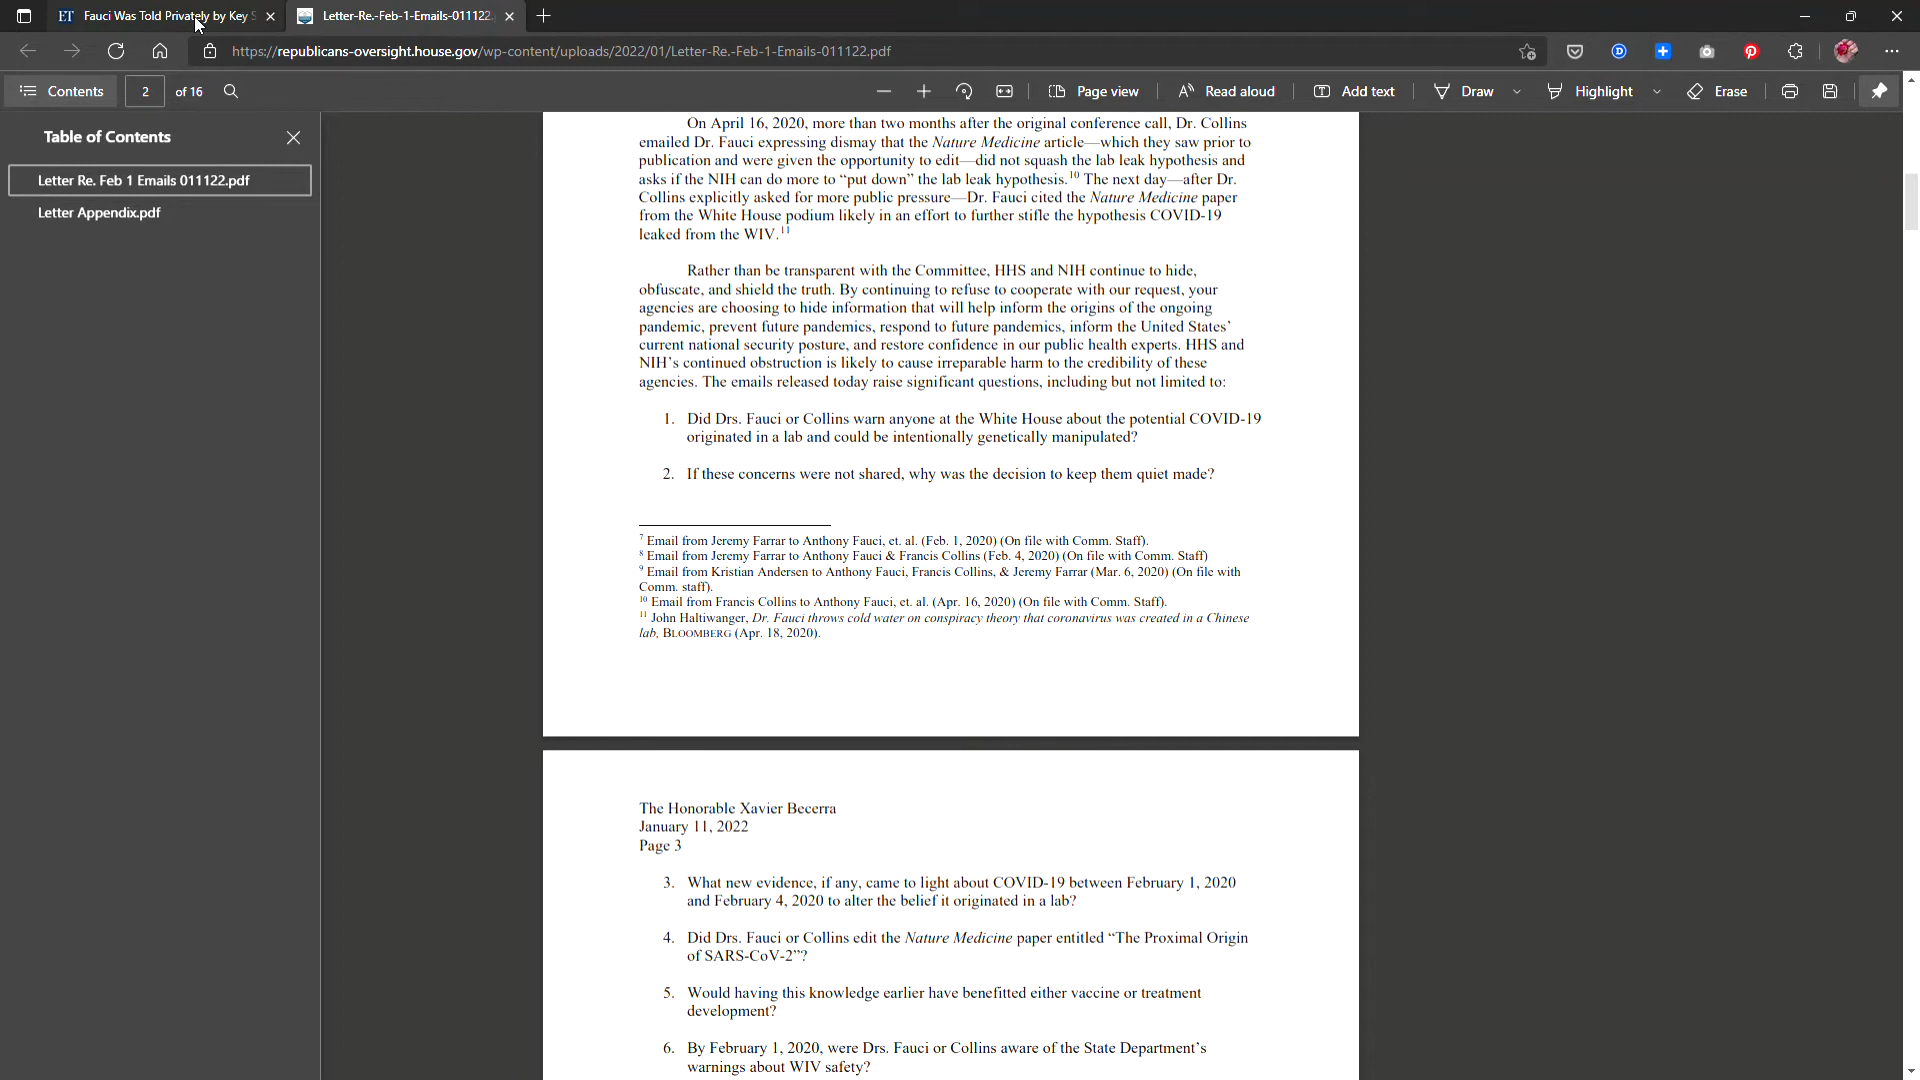 Fauci Was Told Privately by Key S
Letter-Re.-Feb-1-Emails-011122.
https://republicans-oversight.house.gov/wp-content/uploads/2022/01/Letter-Re.-Feb-1-Emails-011122.pdf
Contents
2
of 16
Page view
Read aloud
Add text
Draw
Highlight
Erase
Table of Contents
Letter Re. Feb 1 Emails 011122.pdf
Letter Appendix.pdf
On April 16, 2020, more than two months after the original conference call, Dr. Collins
emailed Dr. Fauci expressing dismay that the Nature Medicine article—which they saw prior to
publication and were given the opportunity to edit—did not squash the lab leak hypothesis and
asks if the NIH can do more to “put down” the lab leak hypothesis.10 The next day—after Dr.
Collins explicitly asked for more public pressure—Dr. Fauci cited the Nature Medicine paper
from the White House podium likely in an effort to further stifle the hypothesis COVID-19
leaked from the WIV.11
Rather than be transparent with the Committee, HHS and NIH continue to hide,
obfuscate, and shield the truth. By continuing to refuse to cooperate with our request, your
agencies are choosing to hide information that will help inform the origins of the ongoing
pandemic, prevent future pandemics, respond to future pandemics, inform the United States’
current national security posture, and restore confidence in our public health experts. HHS and
NIH’s continued obstruction is likely to cause irreparable harm to the credibility of these
agencies. The emails released today raise significant questions, including but not limited to:
1. Did Drs. Fauci or Collins warn anyone at the White House about the potential COVID-19
originated in a lab and could be intentionally genetically manipulated?
2. If these concerns were not shared, why was the decision to keep them quiet made?
7 Email from Jeremy Farrar to Anthony Fauci, et. al. (Feb. 1, 2020) (On file with Comm. Staff).
8 Email from Jeremy Farrar to Anthony Fauci & Francis Collins (Feb. 4, 2020) (On file with Comm. Staff)
9 Email from Kristian Andersen to Anthony Fauci, Francis Collins, & Jeremy Farrar (Mar. 6, 2020) (On file with
Comm. staff).
10 Email from Francis Collins to Anthony Fauci, et. al. (Apr. 16, 2020) (On file with Comm. Staff).
11 John Haltiwanger, Dr. Fauci throws cold water on conspiracy theory that coronavirus was created in a Chinese
lab, BLOOMBERG (Apr. 18, 2020).
The Honorable Xavier Becerra
January 11, 2022
Page 3
3. What new evidence, if any, came to light about COVID-19 between February 1, 2020
and February 4, 2020 to alter the belief it originated in a lab?
4. Did Drs. Fauci or Collins edit the Nature Medicine paper entitled “The Proximal Origin
of SARS-CoV-2”?
5. Would having this knowledge earlier have benefitted either vaccine or treatment
development?
6. By February 1, 2020, were Drs. Fauci or Collins aware of the State Department’s
warnings about WIV safety?